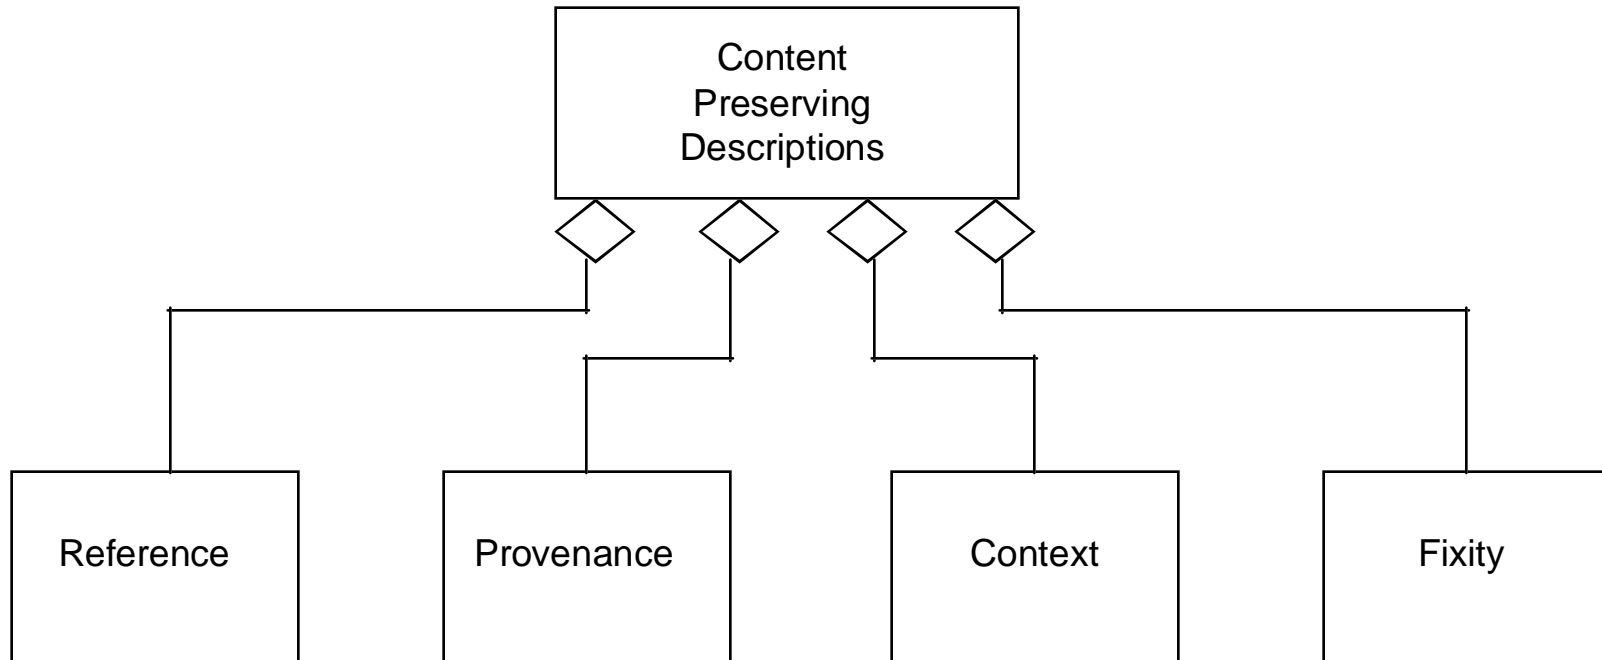 Content
Preserving
Descriptions
Reference
Provenance
Context
Fixity